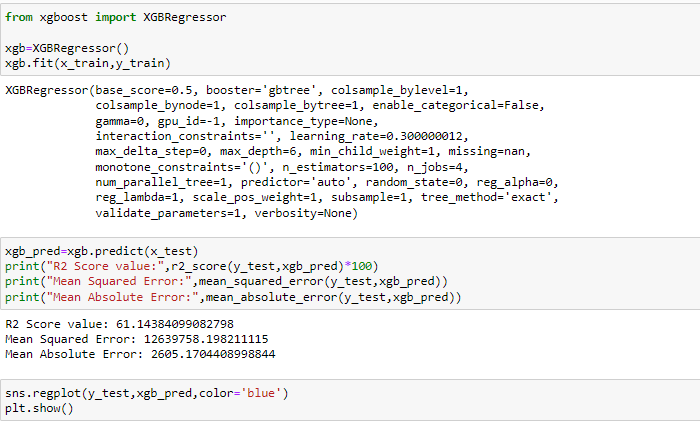 from xgboost import XGBRegressor
xgb=XGBRegressor()
xgb.fit(x_train,y_train)
XGBRegressor(base_score=0.5, booster='gbtree', colsample_bylevel=1,
colsample_bynode=1, colsample_bytree=1, enable_categorical=False,
gamma=0, gpu_id=-1, importance_type=None,
interaction_constraints='', learning_rate=0.300000012,
max_delta_step=0, max_depth=6, min_child_weight=1, missing=nan,
monotone_constraints='()', n_estimators=100, n_jobs=4,
num_parallel_tree=1, predictor='auto', random_state=0, reg_alpha=0,
reg_lambda=1, scale_pos_weight=1, subsample=1, tree_method='exact',
validate_parameters=1, verbosity=None)
xgb_pred=xgb.predict(x_test)
print("R2 Score value:",r2_score(y_test,xgb_pred)*100)
print("Mean Squared Error:",mean_squared_error(y_test,xgb_pred))
print("Mean Absolute Error:",mean_absolute_error(y_test,xgb_pred))
R2 Score value: 61.14384099082798
Mean Squared Error: 12639758.198211115
Mean Absolute Error: 2605.1704408998844
sns.regplot(y_test,xgb_pred,color='blue')
plt.show()